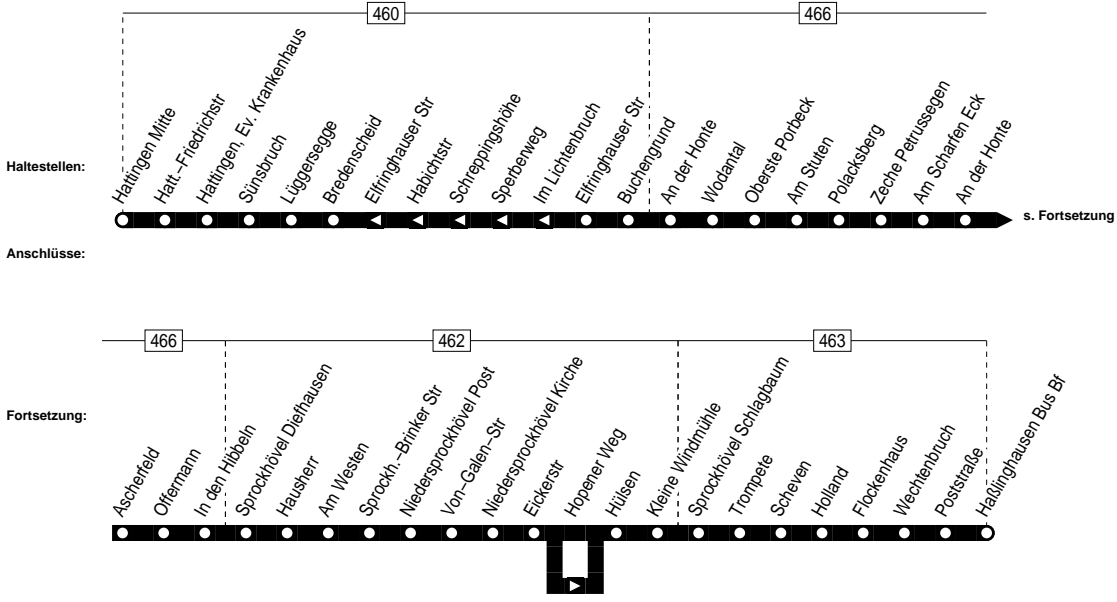 460
466
Haltestellen:
Hattingen Mitte
Hatt.−Friedrichstr
Hattingen, Ev. Krankenhaus
Sünsbruch
Lüggersegge
Bredenscheid
Elfringhauser Str
Habichtstr
Schreppingshöhe
Sperberweg
Im Lichtenbruch
Elfringhauser Str
Buchengrund
An der Honte
Wodantal
Oberste Porbeck
Am Stuten
Polacksberg
Zeche Petrussegen
Am Scharfen Eck
An der Honte
s. Fortsetzung
Anschlüsse:
466
462
463
Fortsetzung:
Ascherfeld
Offermann
In den Hibbeln
Sprockhövel Diefhausen
Hausherr
Am Westen
Sprockh.−Brinker Str
Niedersprockhövel Post
Von−Galen−Str
Niedersprockhövel Kirche
Eickerstr
Hopener Weg
Hülsen
Kleine Windmühle
Sprockhövel Schlagbaum
Trompete
Scheven
Holland
Flockenhaus
Wechtenbruch
Poststraße
Haßlinghausen Bus Bf